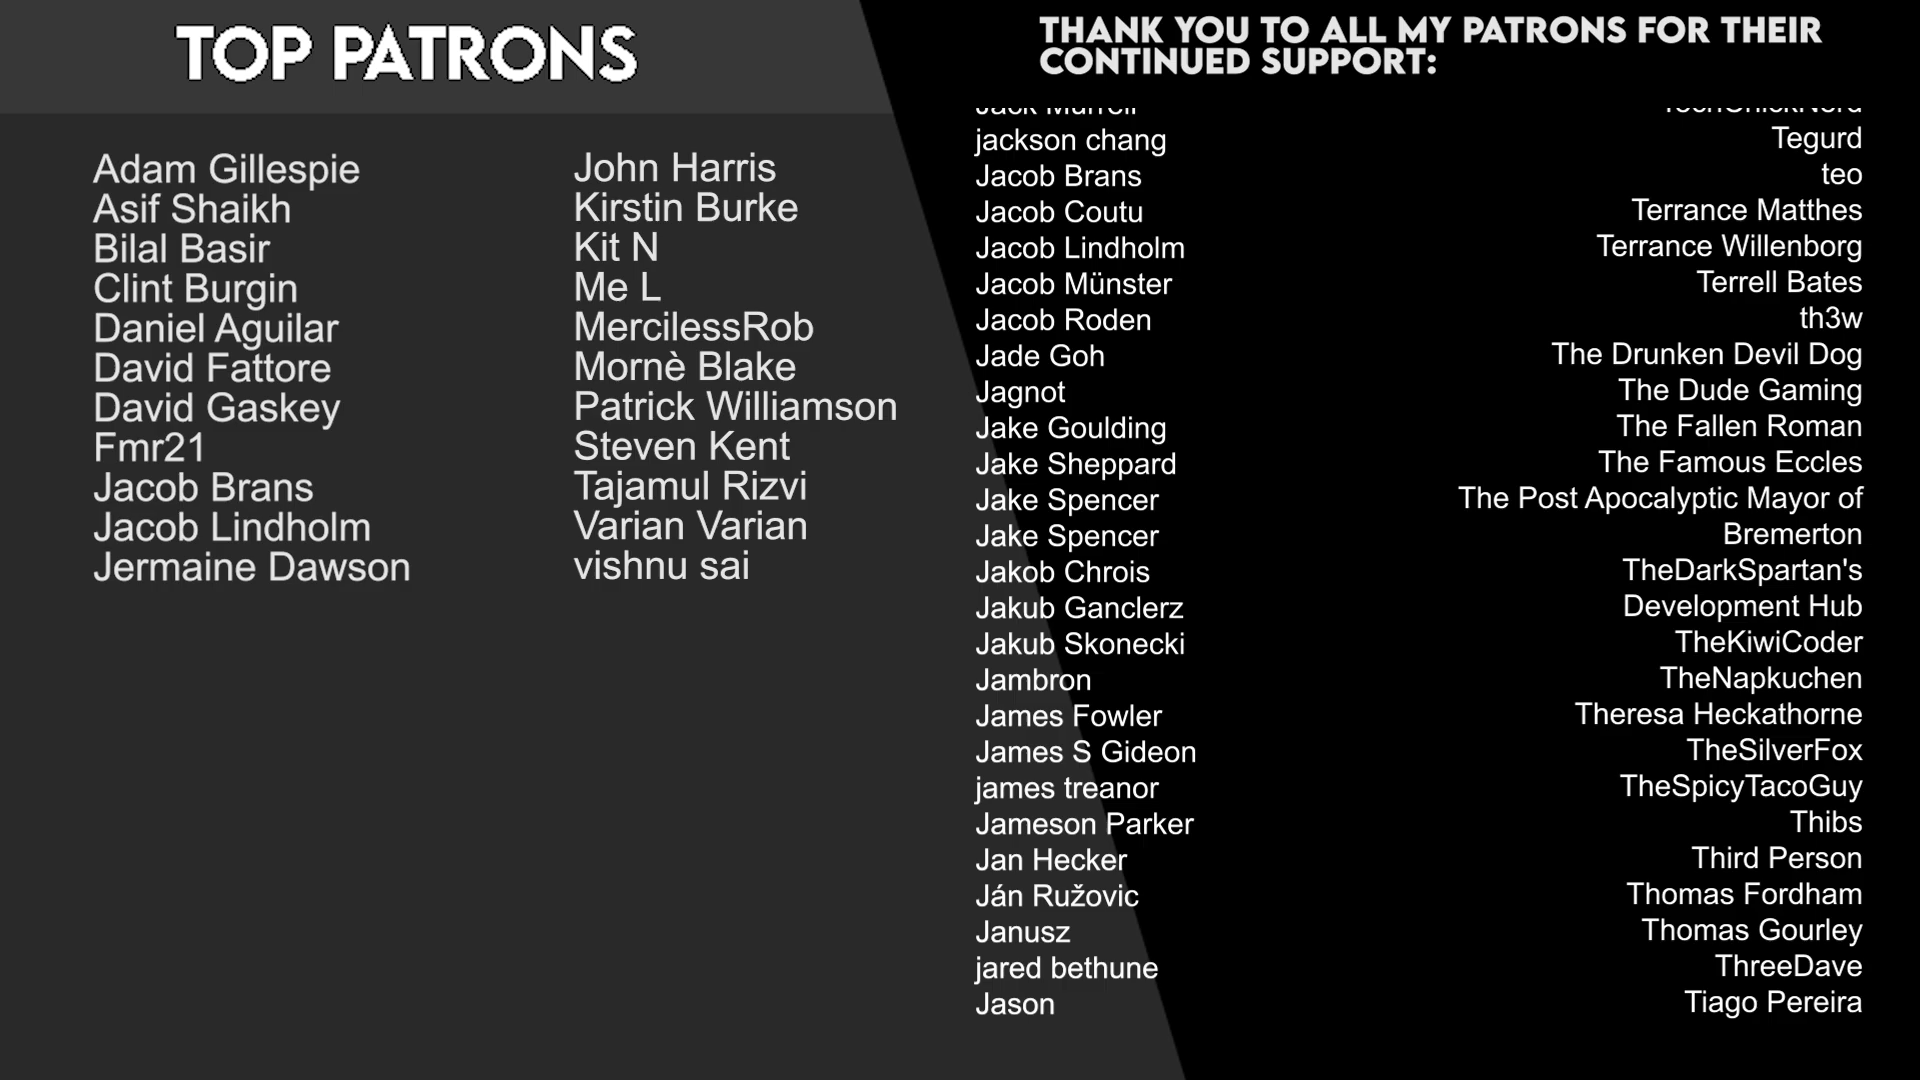 TOP PATRONS
Adam Gillespie
Asif Shaikh
Bilal Basir
Clint Burgin
Daniel Aguilar
David Fattore
David Gaskey
Fmr21
Jacob Brans
Jacob Lindholm
Jermaine Dawson
John Harris
Kirstin Burke
Kit N
Me L
MercilessRob
Mornè Blake
Patrick Williamson
Steven Kent
Tajamul Rizvi
Varian Varian
vishnu sai
THANK YOU TO ALL MY PATRONS FOR THEIR
CONTINUED SUPPORT:
jackson chang
Jacob Brans
Jacob Coutu
Jacob Lindholm
Jacob Münster
Jacob Roden
Jade Goh
Jagnot
Jake Goulding
Jake Sheppard
Jake Spencer
Jake Spencer
Jakob Chrois
Jakub Ganclerz
Jakub Skonecki
Jambron
James Fowler
James S Gideon
james treanor
Jameson Parker
Jan Hecker
Ján Ružovic
Janusz
jared bethune
Jason
Tegurd
teo
Terrance Matthes
Terrance Willenborg
Terrell Bates
th3w
The Drunken Devil Dog
The Dude Gaming
The Fallen Roman
The Famous Eccles
The Post Apocalyptic Mayor of
Bremerton
TheDarkSpartan's
Development Hub
TheKiwiCoder
TheNapkuchen
Theresa Heckathorne
TheSilverFox
TheSpicyTacoGuy
Thibs
Third Person
Thomas Fordham
Thomas Gourley
ThreeDave
Tiago Pereira